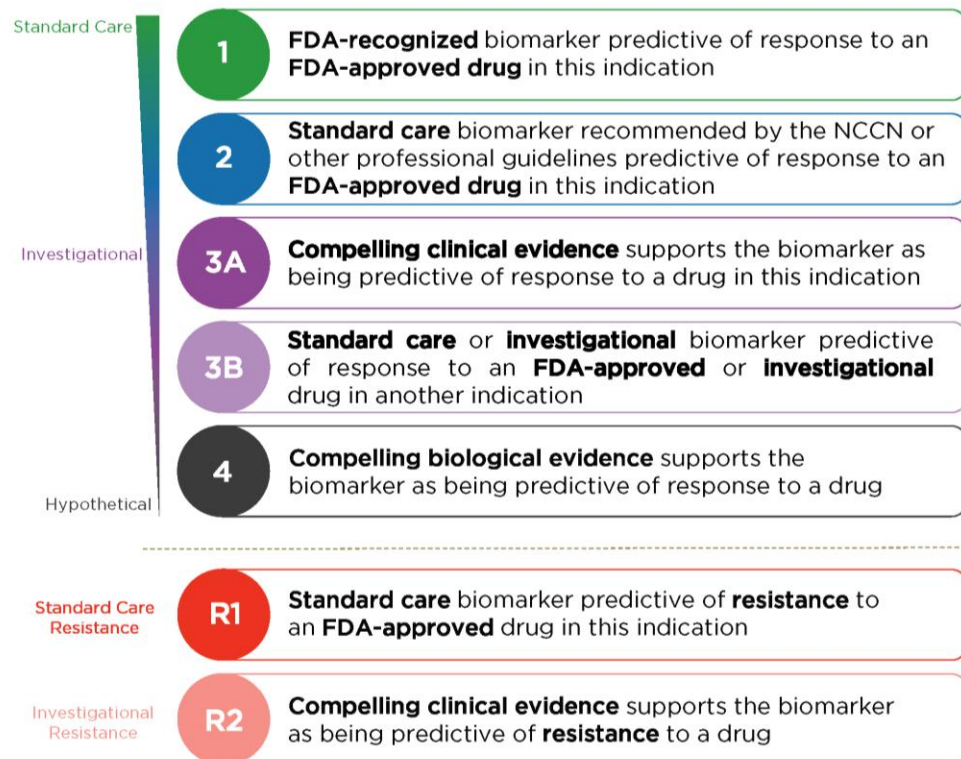 Standard Care
1
FDA-recognized biomarker predictive of response to an
FDA-approved drug in this indication
2
Standard care biomarker recommended by the NCCN or
other professional guidelines predictive of response to an
FDA-approved drug in this indication
Investigational
3A
Compelling clinical evidence supports the biomarker as
being predictive of response to a drug in this indication
3B
Standard care or investigational biomarker predictive
of response to an FDA-approved or investigational
drug in another indication
4
Compelling biological evidence supports the
biomarker as being predictive of response to a drug
Hypothetical
Standard Care
Resistance
R1
Standard care biomarker predictive of resistance to
an FDA-approved drug in this indication
Investigational
Resistance
R2
Compelling clinical evidence supports the biomarker
as being predictive of resistance to a drug